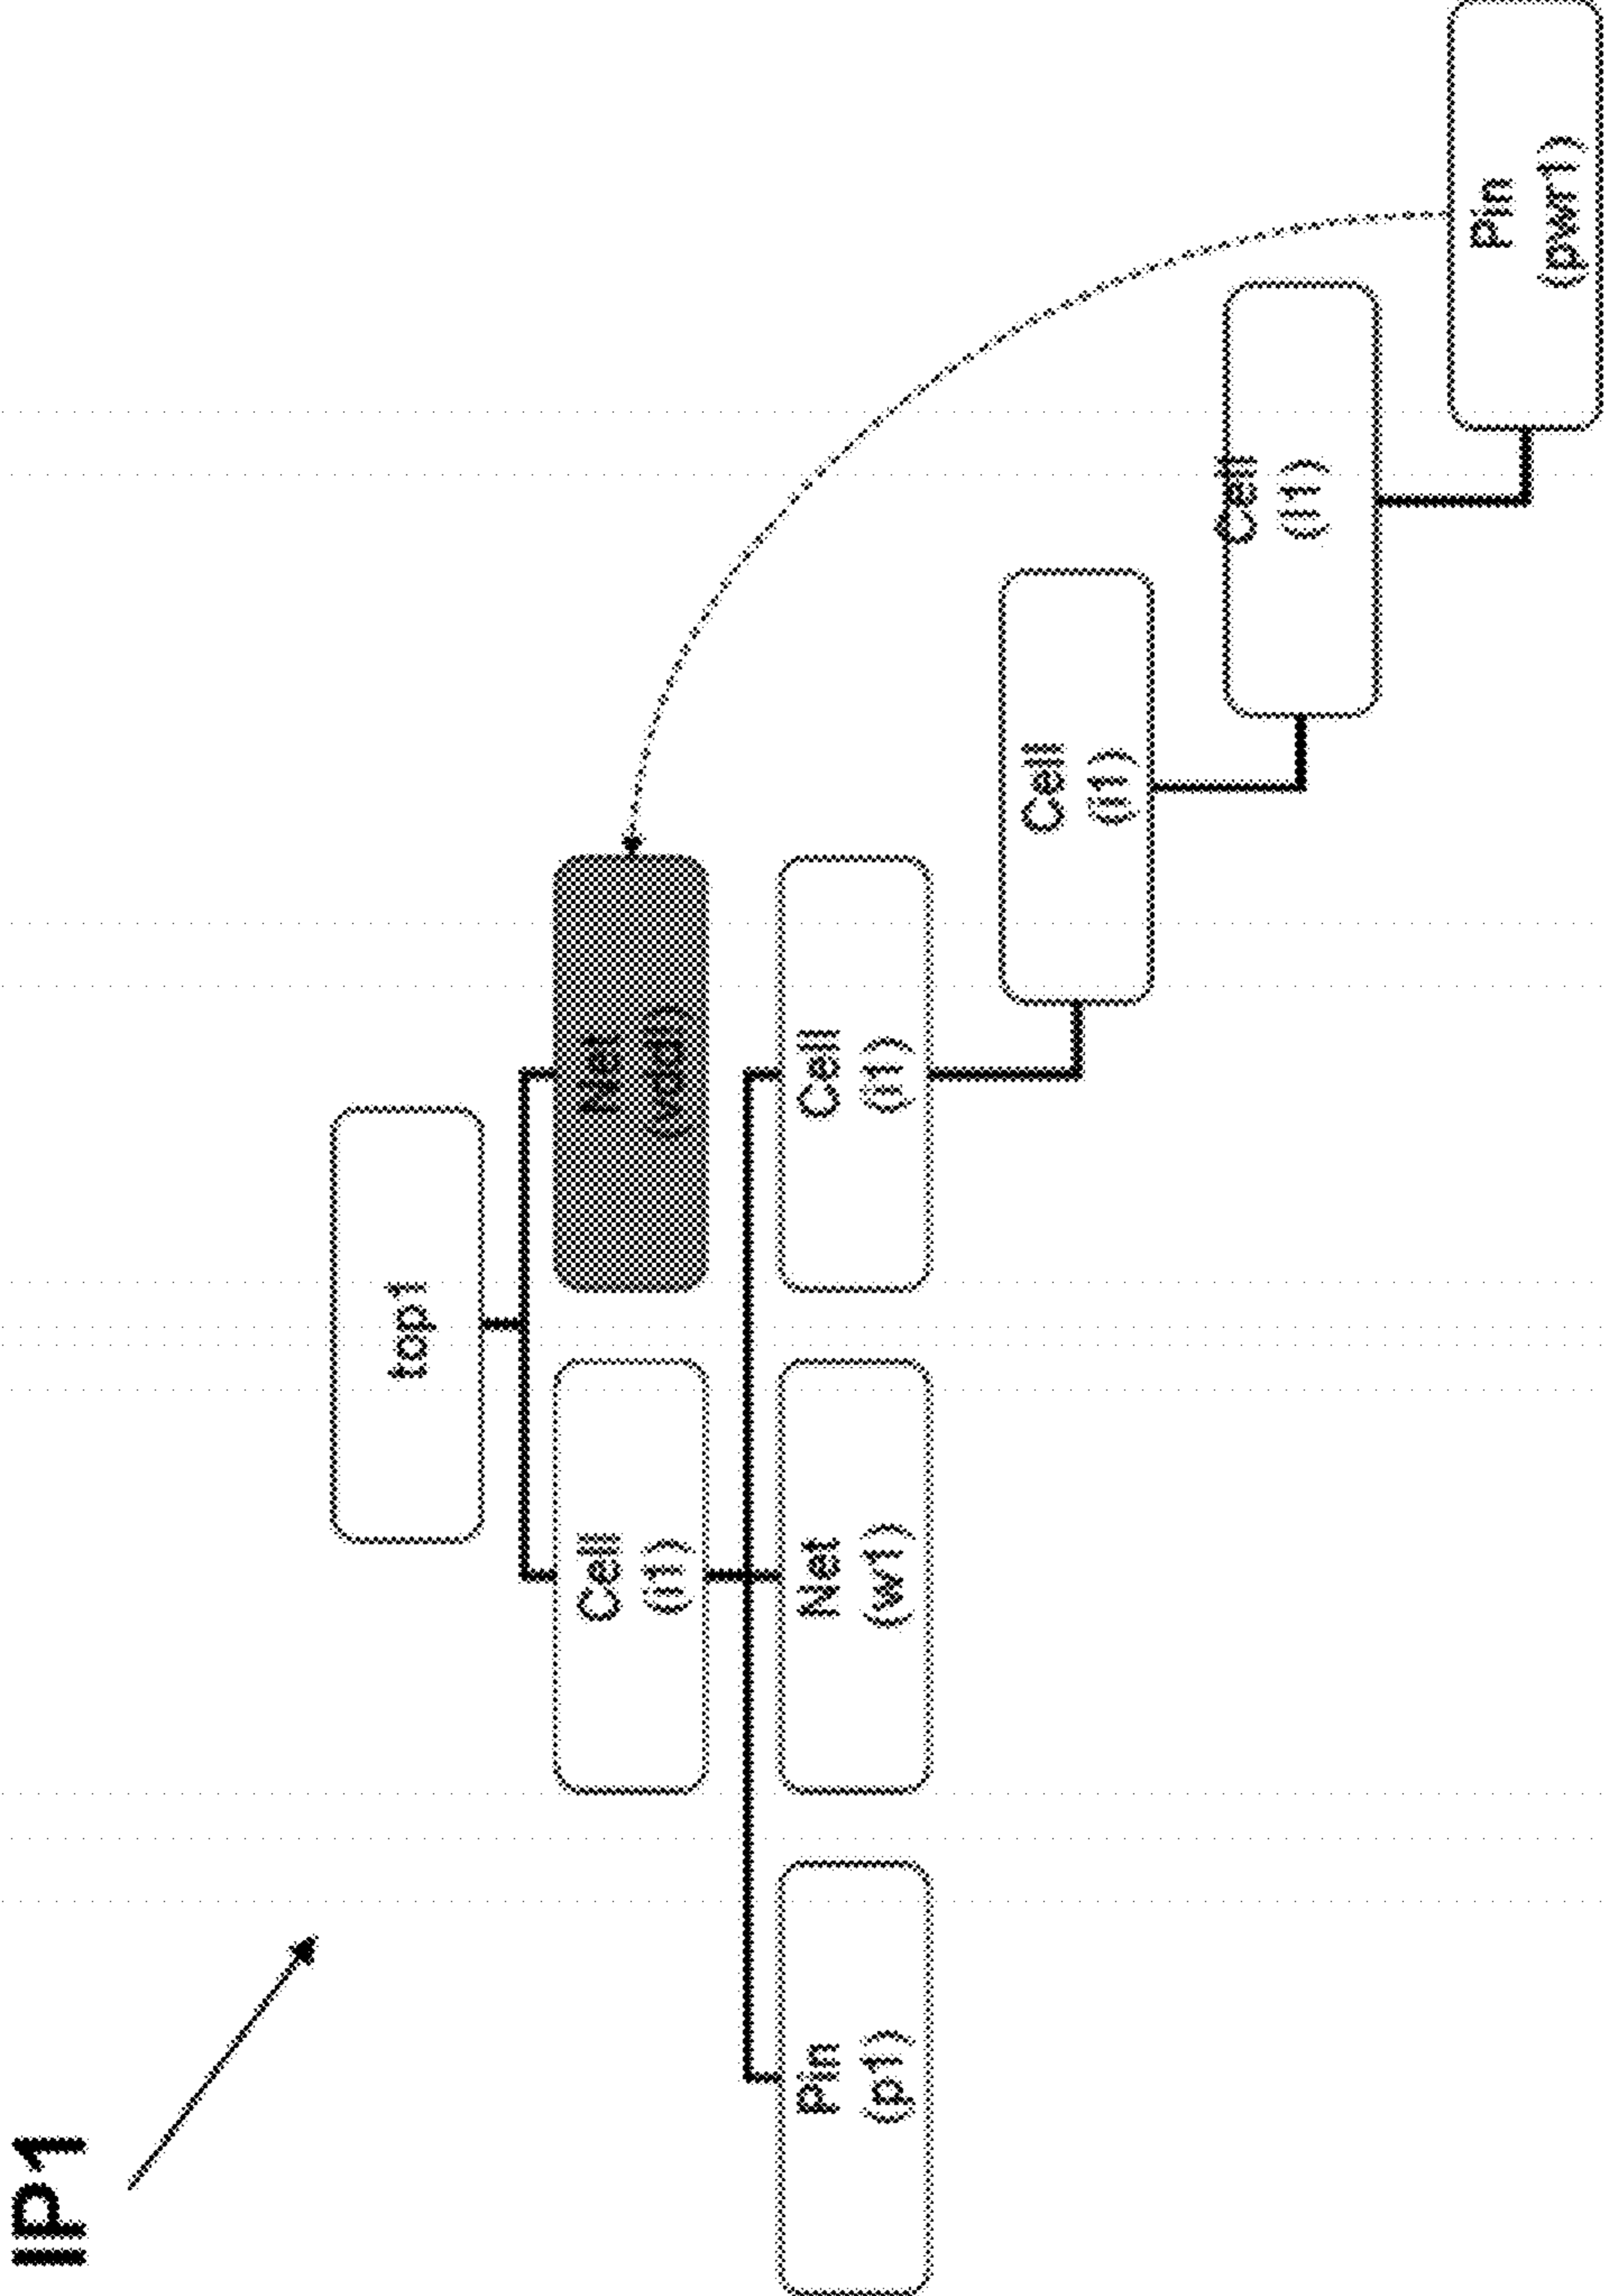 IP1
top1
Cell
(i1)
Net
(vdd)
Pin
(p1)
Net
(w1)
Cell
(i1)
Cell
(i1)
Cell
(i1)
Pin
(pwr1)